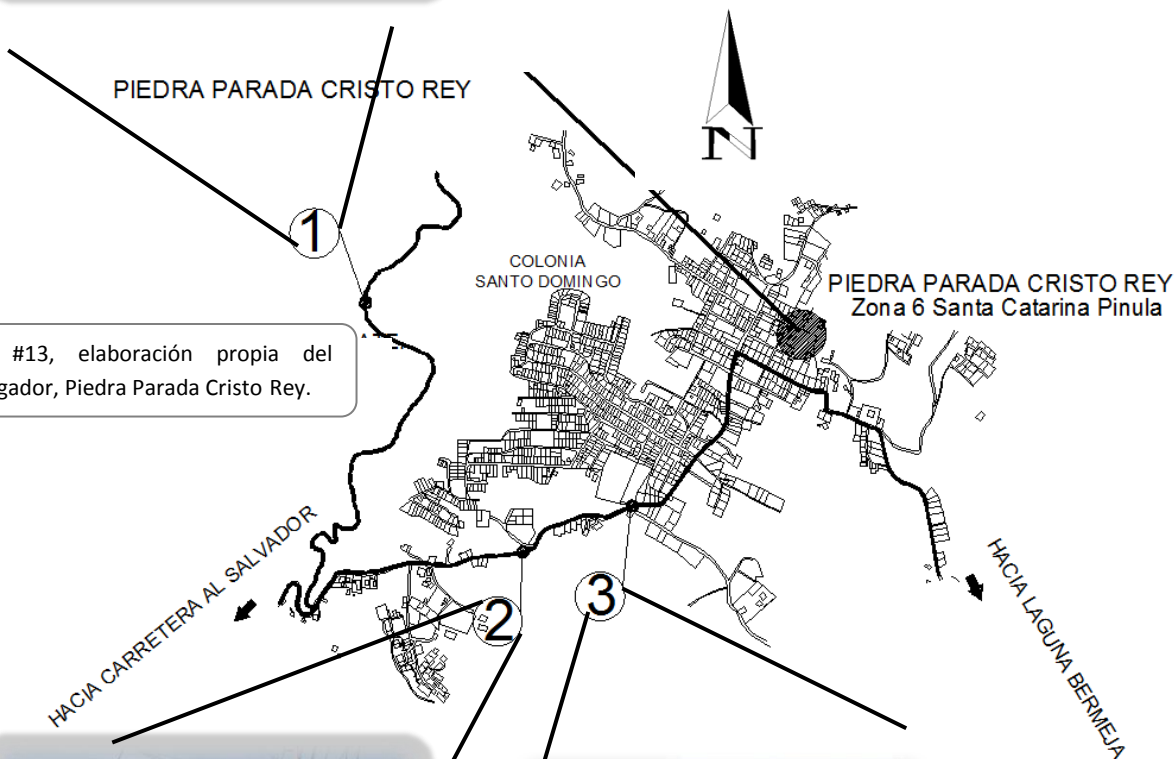 PIEDRA PARADA CRISTO REY
N
1
COLONIA
SANTO DOMINGO
PIEDRA PARADA CRISTO REY
Zona 6 Santa Catarina Pinula
#13, elaboración propia del
gador, Piedra Parada Cristo Rey.
HACIA CARRETERA AL SALVADOR
2
3
HACIA LAGUNA BERMEJA